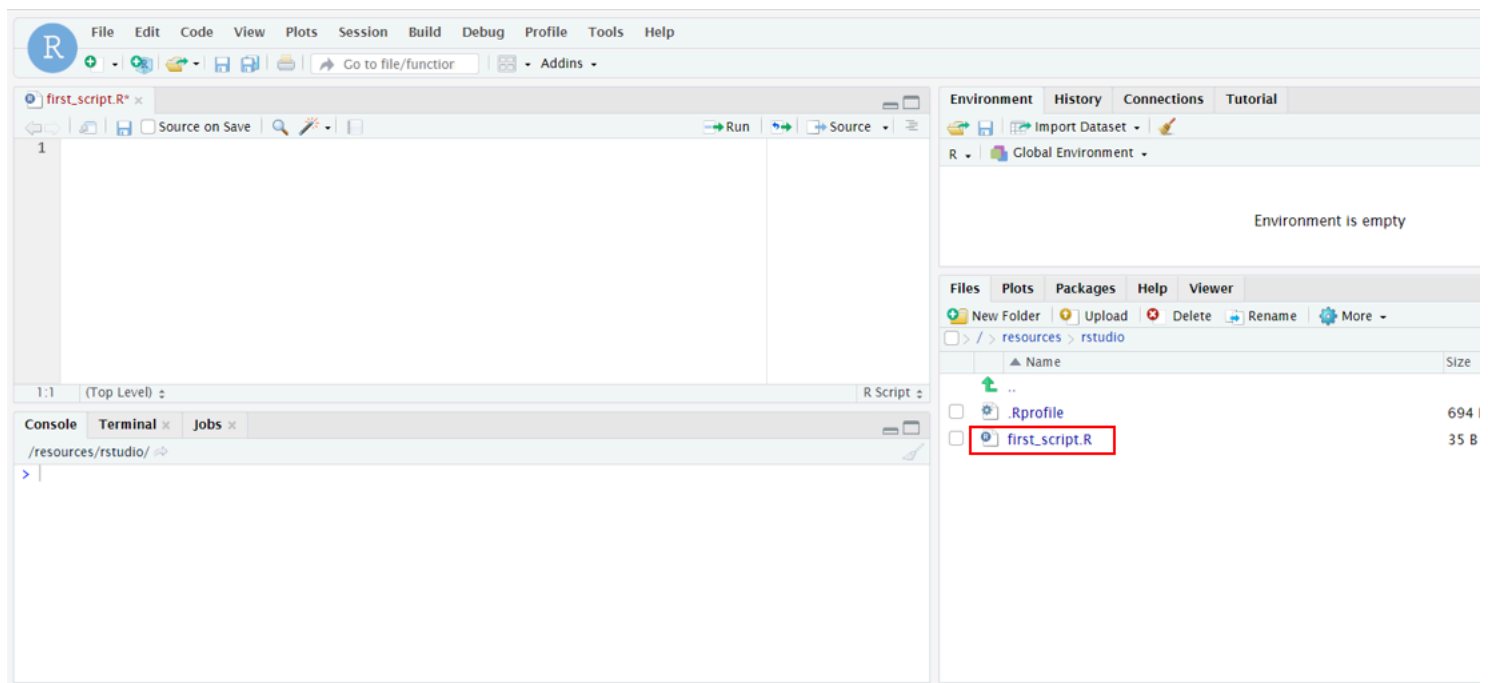 R
File Edit Code View Plots Session Build Debug Profile Tools Help
Go to file/function
Addins
first_script.R*
Source on Save
Run
Source
1
1:1 (Top Level)
R Script
Console Terminal Jobs
/resources/rstudio/
>
Environment History Connections Tutorial
Import Dataset
R Global Environment
Environment is empty
Files Plots Packages Help Viewer
New Folder Upload Delete Rename More
> / > resources > rstudio
Name Size
..
.Rprofile 694
first_script.R 35 B